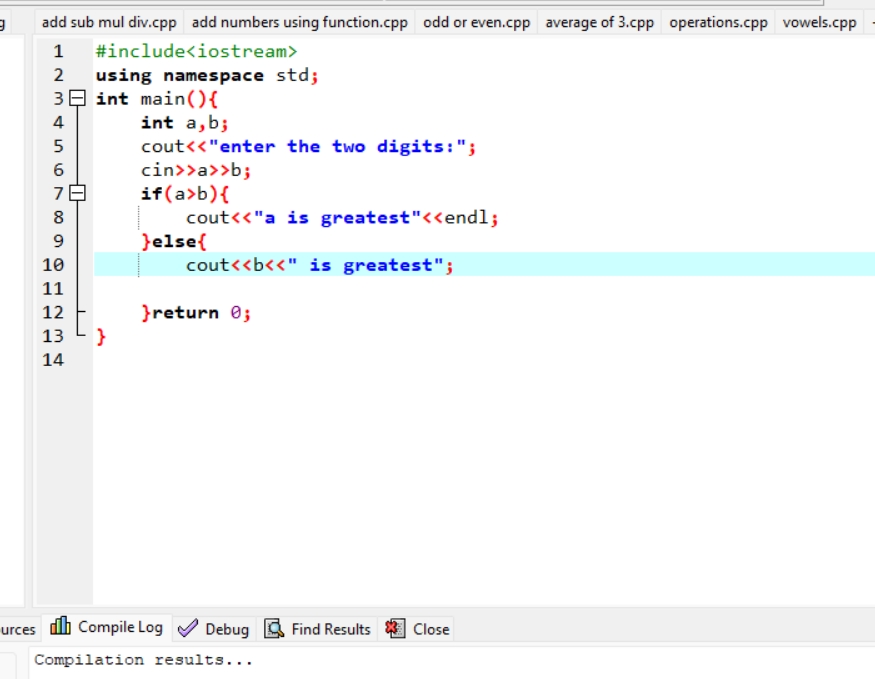 add sub mul div.cpp add numbers using function.cpp odd or even.cpp average of 3.cpp operations.cpp vowels.cpp
1 #include<iostream>
2 using namespace std;
3 int main(){
4 int a,b;
5 cout<<"enter the two digits:";
6 cin>>a>>b;
7 if(a>b){
8 cout<<"a is greatest"<<endl;
9 }else{
10 cout<<b<<" is greatest";
11
12 }return 0;
13 }
14
urces Compile Log Debug Find Results Close
Compilation results...